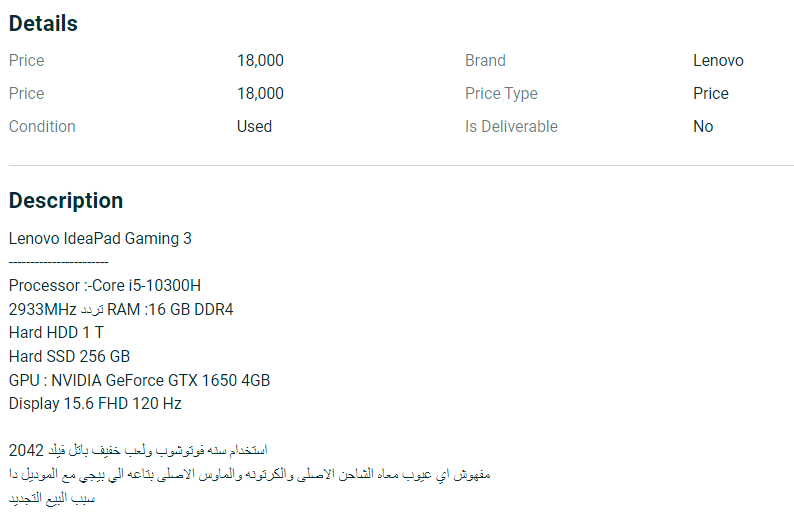 Details
Price 18,000 Brand Lenovo
Price 18,000 Price Type Price
Condition Used Is Deliverable No
Description
Lenovo IdeaPad Gaming 3
-----------------------
Processor :-Core i5-10300H
2933MHz تردد RAM :16 GB DDR4
Hard HDD 1 T
Hard SSD 256 GB
GPU : NVIDIA GeForce GTX 1650 4GB
Display 15.6 FHD 120 Hz
استخدام سنه فوتوشوب ولعب خفيف باتل فيلد 2042
مفهوش اي عيوب معاه الشاحن الاصلى والكرتونه والماوس الاصلى بتاعه الي بيجي مع الموديل دا
سبب البيع التجديد